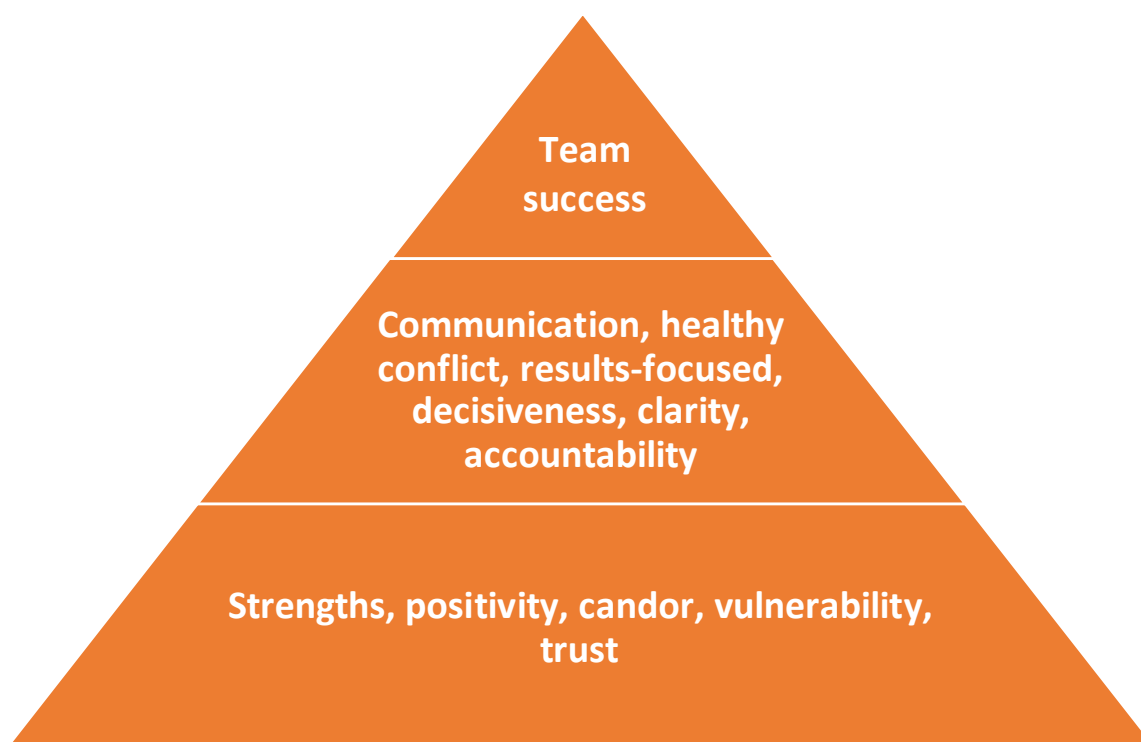 Team
success
Communication, healthy
conflict, results-focused,
decisiveness, clarity,
accountability
Strengths, positivity, candor, vulnerability,
trust